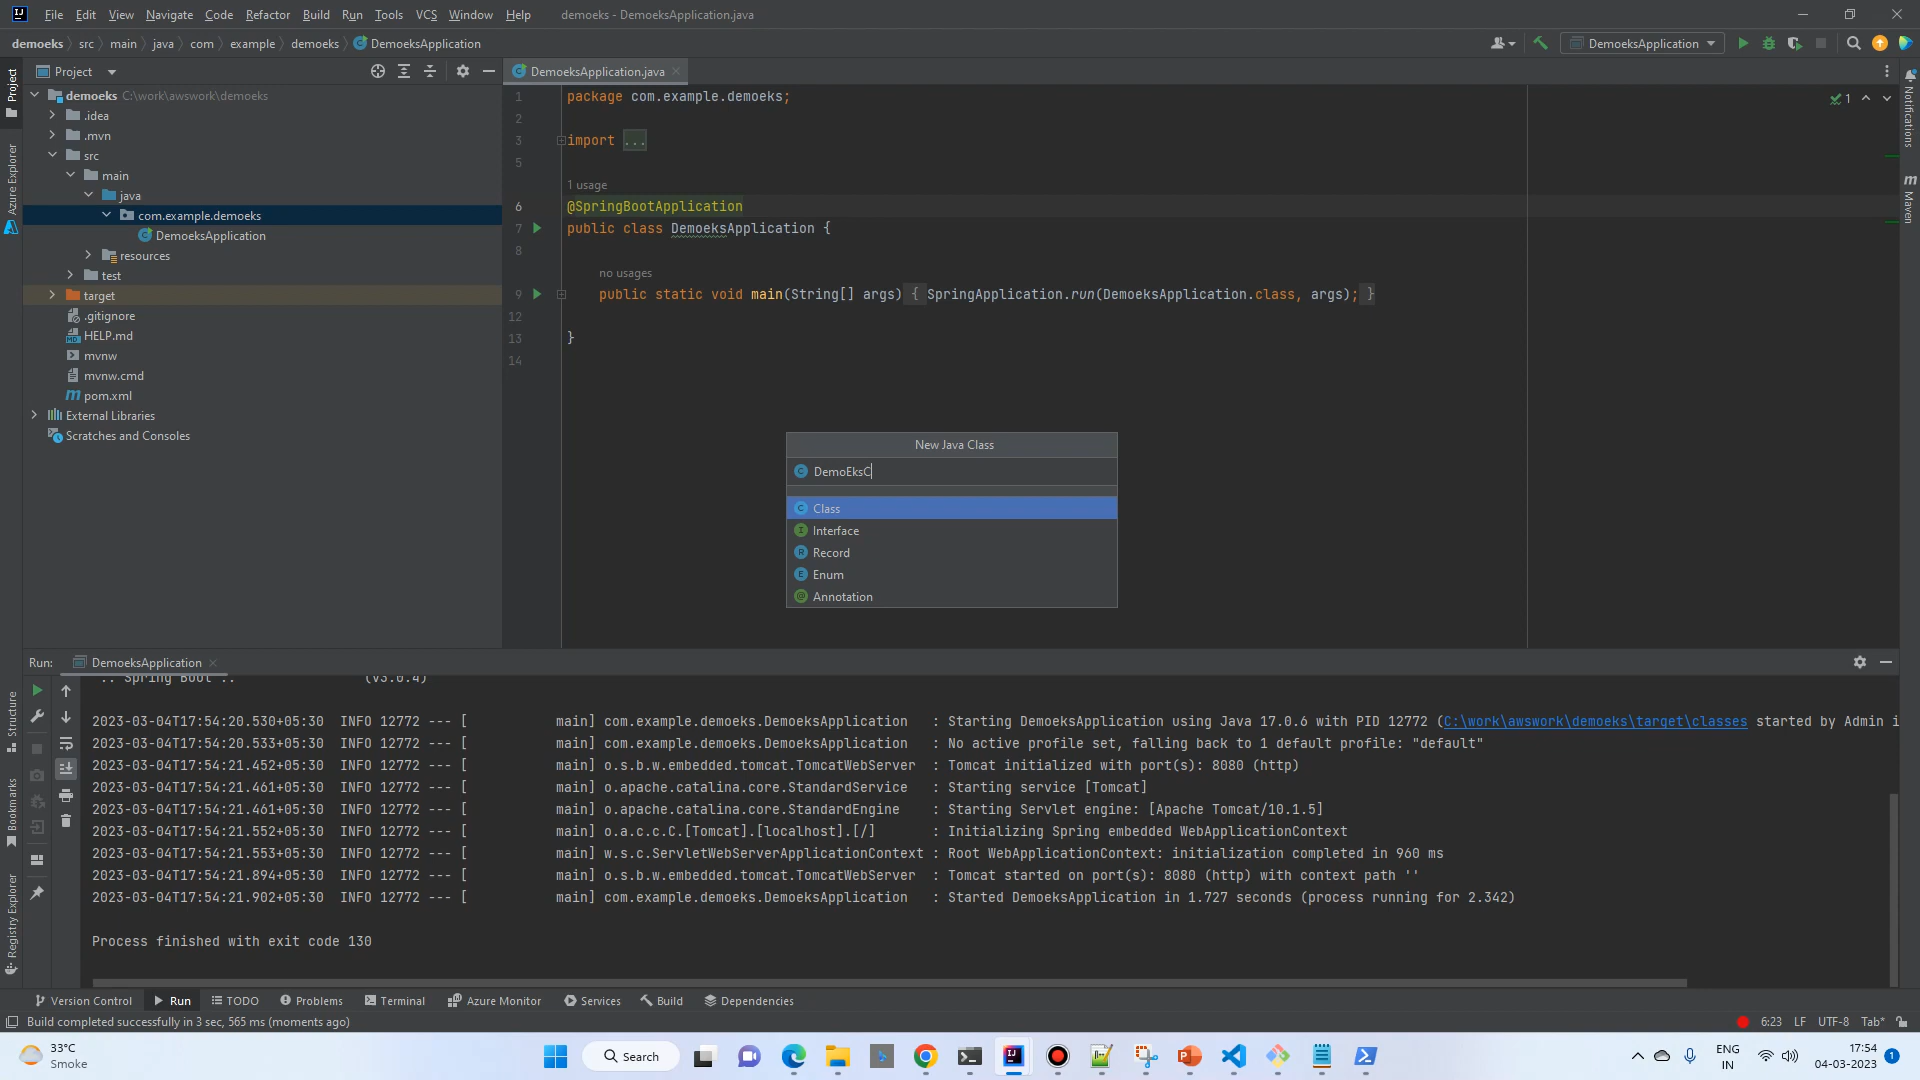 File Edit View Navigate Code Refactor Build Run Tools VCS Window Help demoeks - DemoeksApplication.java
demoeks src main java com example demoeks DemoeksApplication
DemoeksApplication
Project
DemoeksApplication.java
demoeks C:\work\awswork\demoeks
.idea
.mvn
src
main
java
com.example.demoeks
DemoeksApplication
resources
test
target
.gitignore
HELP.md
mvnw
mvnw.cmd
pom.xml
External Libraries
Scratches and Consoles
Project
Azure Explorer
Structure
Bookmarks
Registry Explorer
1 package com.example.demoeks;
2
3 import ...
5
1 usage
6 @SpringBootApplication
7 public class DemoeksApplication {
8
no usages
9 public static void main(String[] args) { SpringApplication.run(DemoeksApplication.class, args); }
12
13 }
14
1
Notifications
Maven
New Java Class
DemoEksC
Class
Interface
Record
Enum
Annotation
Run: DemoeksApplication
:: Spring Boot :: (v3.0.4)
2023-03-04T17:54:20.530+05:30 INFO 12772 --- [ main] com.example.demoeks.DemoeksApplication : Starting DemoeksApplication using Java 17.0.6 with PID 12772 (C:\work\awswork\demoeks\target\classes started by Admin i
2023-03-04T17:54:20.533+05:30 INFO 12772 --- [ main] com.example.demoeks.DemoeksApplication : No active profile set, falling back to 1 default profile: "default"
2023-03-04T17:54:21.452+05:30 INFO 12772 --- [ main] o.s.b.w.embedded.tomcat.TomcatWebServer : Tomcat initialized with port(s): 8080 (http)
2023-03-04T17:54:21.461+05:30 INFO 12772 --- [ main] o.apache.catalina.core.StandardService : Starting service [Tomcat]
2023-03-04T17:54:21.461+05:30 INFO 12772 --- [ main] o.apache.catalina.core.StandardEngine : Starting Servlet engine: [Apache Tomcat/10.1.5]
2023-03-04T17:54:21.552+05:30 INFO 12772 --- [ main] o.a.c.c.C.[Tomcat].[localhost].[/] : Initializing Spring embedded WebApplicationContext
2023-03-04T17:54:21.553+05:30 INFO 12772 --- [ main] w.s.c.ServletWebServerApplicationContext : Root WebApplicationContext: initialization completed in 960 ms
2023-03-04T17:54:21.894+05:30 INFO 12772 --- [ main] o.s.b.w.embedded.tomcat.TomcatWebServer : Tomcat started on port(s): 8080 (http) with context path ''
2023-03-04T17:54:21.902+05:30 INFO 12772 --- [ main] com.example.demoeks.DemoeksApplication : Started DemoeksApplication in 1.727 seconds (process running for 2.342)
Process finished with exit code 130
Version Control Run TODO Problems Terminal Azure Monitor Services Build Dependencies
Build completed successfully in 3 sec, 565 ms (moments ago) 6:23 LF UTF-8 Tab*
33°C
Smoke
Search
ENG
IN
17:54
04-03-2023
1